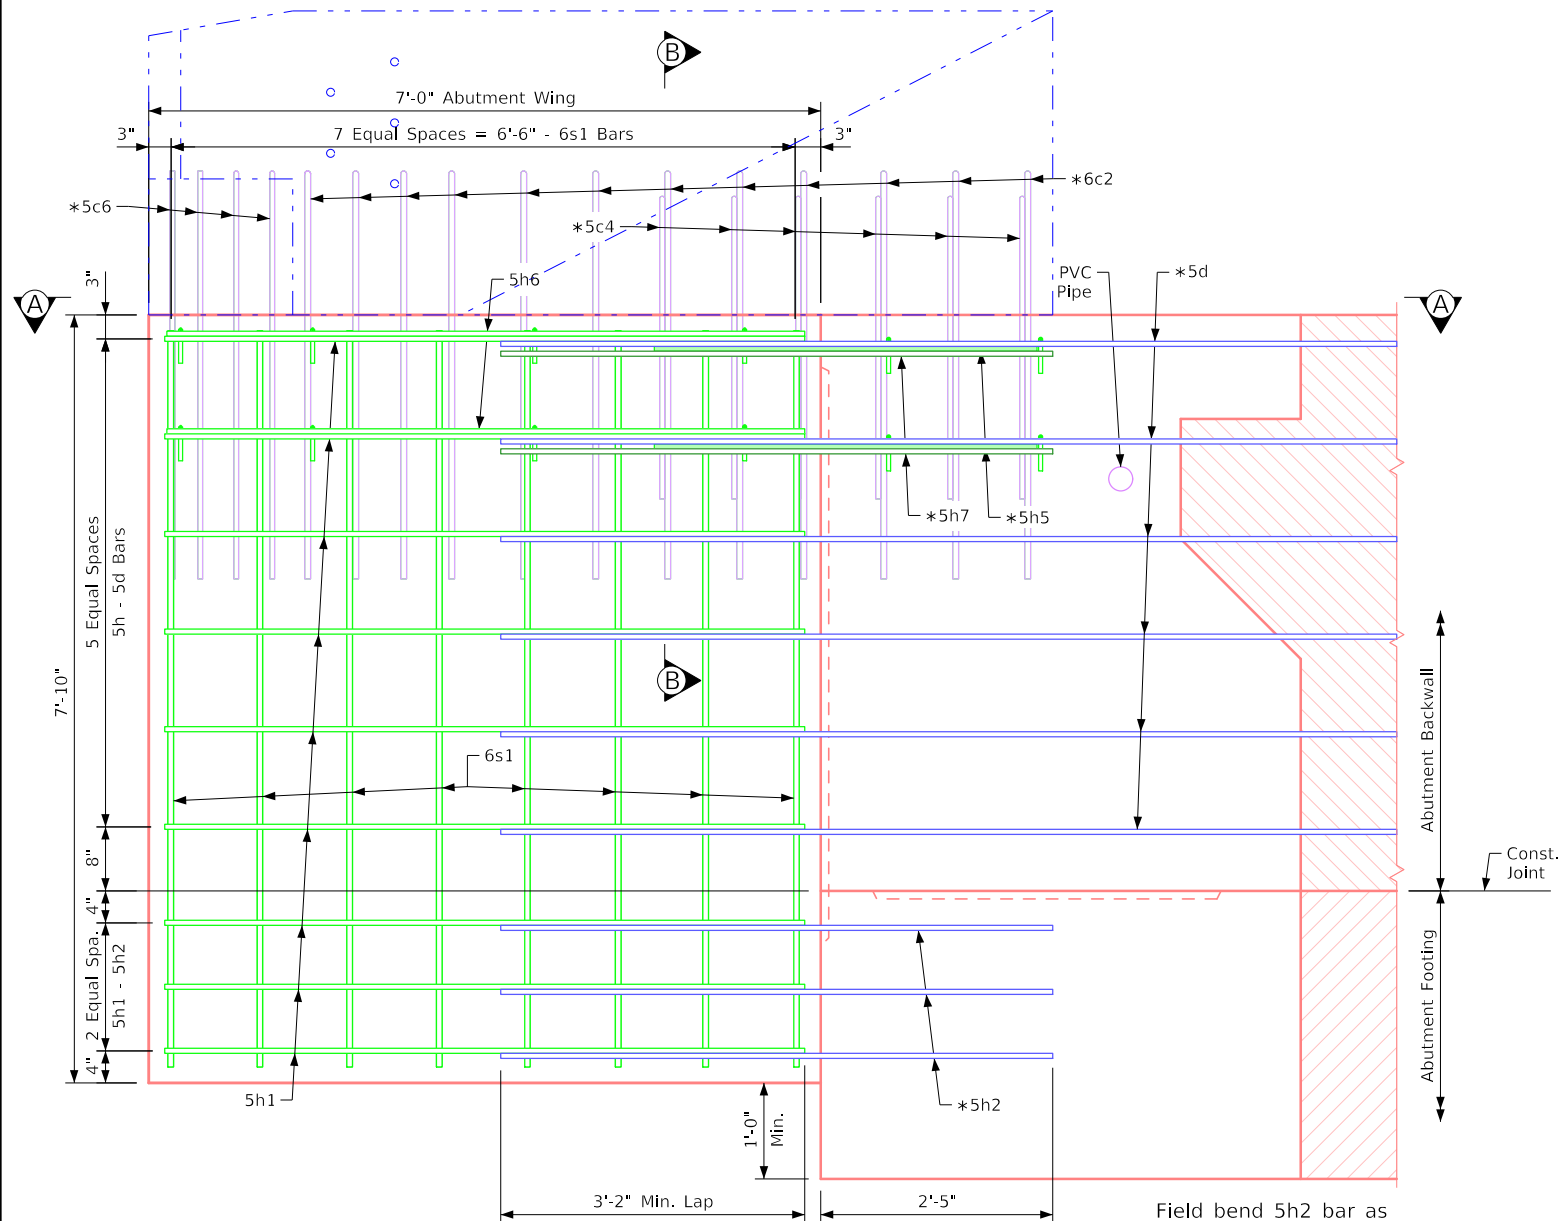 B
7'-0" Abutment Wing
3"
7 Equal Spaces = 6'-6" - 6s1 Bars
3"
*6c2
*5c6
*5c4
3"
5h6
PVC
Pipe
*5d
A
A
5 Equal Spaces
5h - 5d Bars
*5h7
*5h5
7'-10"
B
6s1
Abutment Backwall
8"
Const.
Joint
4"
2 Equal Spa.
5h1 - 5h2
Abutment Footing
4"
5h1
*5h2
1'-0"
Min.
3'-2" Min. Lap
2'-5"
Field bend 5h2 bar as